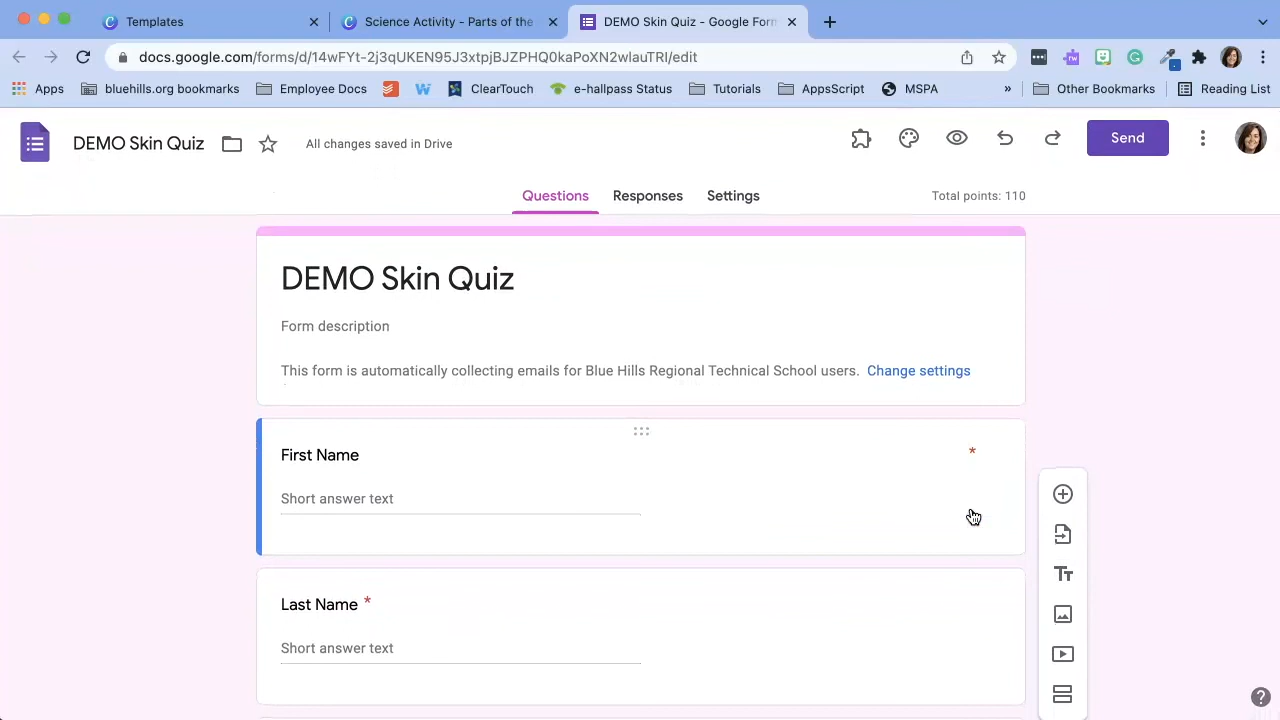 Templates
Science Activity - Parts of the
DEMO Skin Quiz - Google Form
docs.google.com/forms/d/14wFYt-2j3qUKEN95J3xtpjBJZPHQ0kaPoXN2wlauTRI/edit
Apps
bluehills.org bookmarks
Employee Docs
ClearTouch
e-hallpass Status
Tutorials
AppsScript
MSPA
»
Other Bookmarks
Reading List
DEMO Skin Quiz
All changes saved in Drive
Send
Questions
Responses
Settings
Total points: 110
DEMO Skin Quiz
Form description
This form is automatically collecting emails for Blue Hills Regional Technical School users. Change settings
First Name *
Short answer text
Last Name *
Short answer text